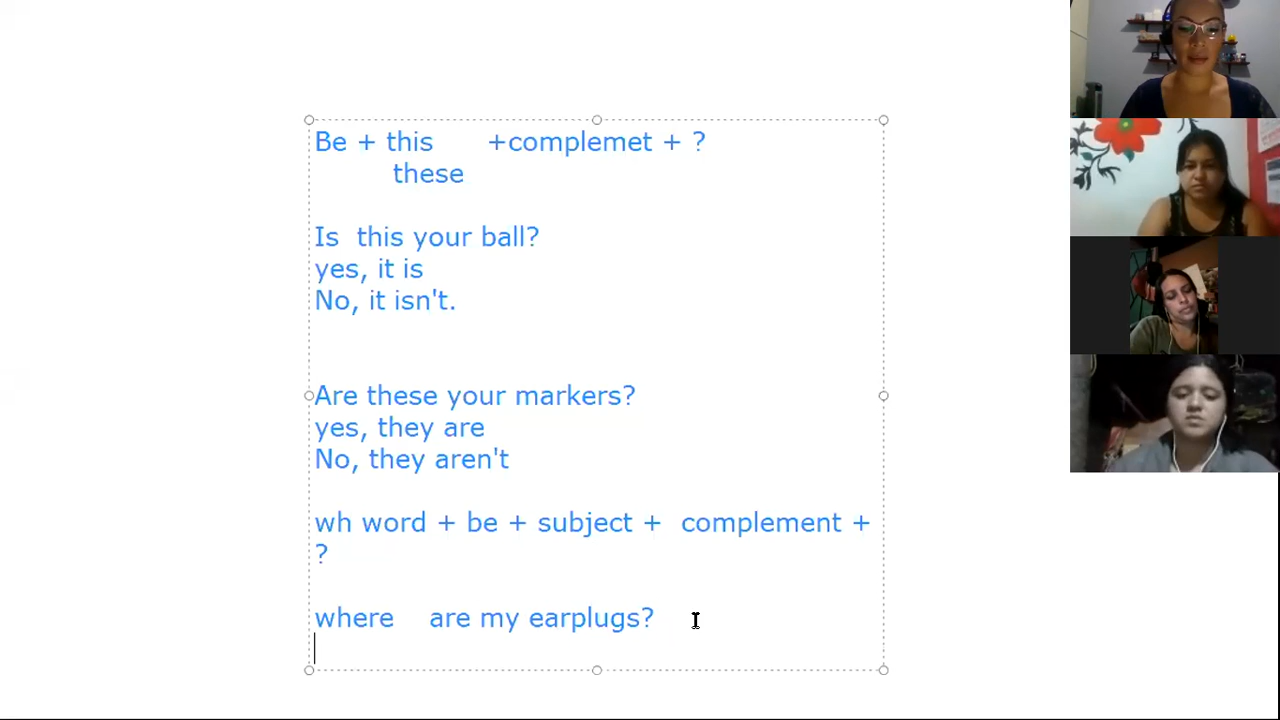 Be + this +complemet + ?
these
Is this your ball?
yes, it is
No, it isn't.
Are these your markers?
yes, they are
No, they aren't
wh word + be + subject + complement +
?
where are my earplugs?